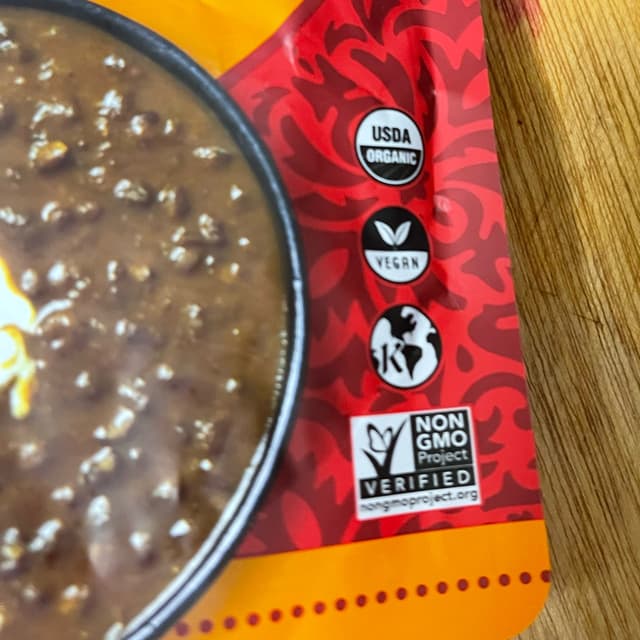 USDA
ORGANIC
VEGAN
K
NON
GMO
Project
VERIFIED
nongmoproject.org